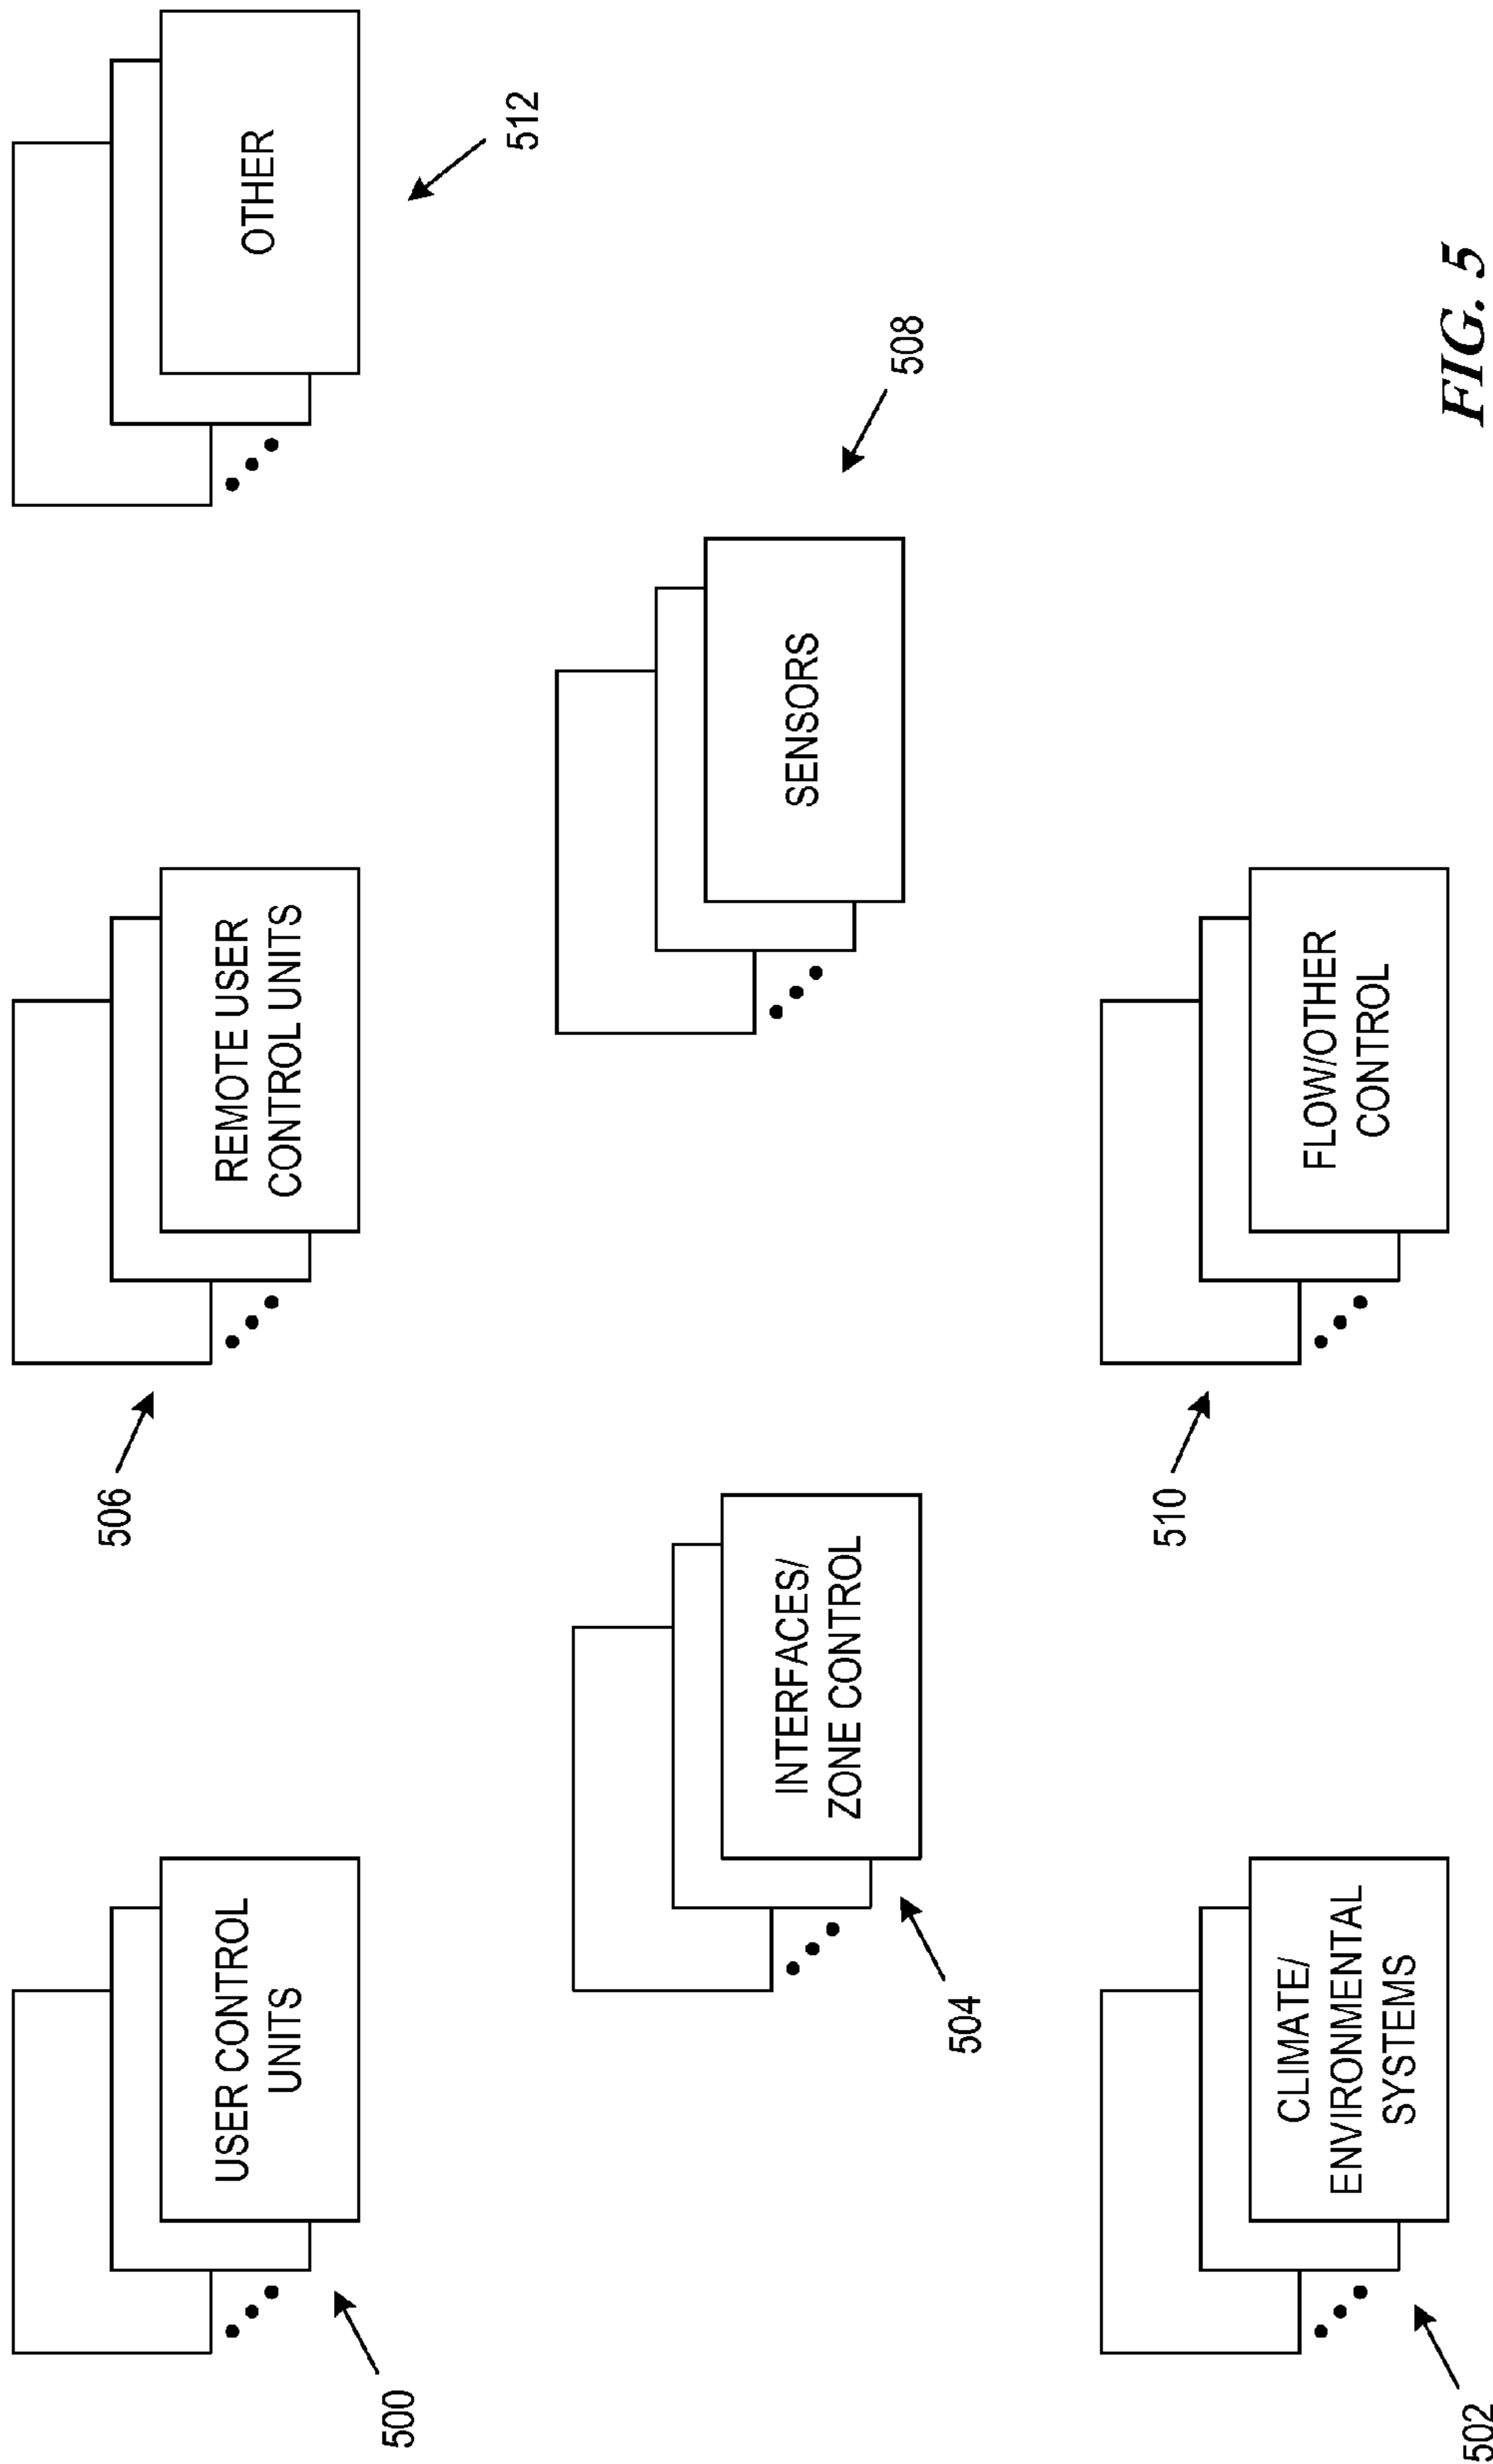 USER CONTROL
UNITS
500
REMOTE USER
CONTROL UNITS
506
OTHER
512
INTERFACES/
ZONE CONTROL
504
SENSORS
508
CLIMATE/
ENVIRONMENTAL
SYSTEMS
502
FLOW/OTHER
CONTROL
510
FIG. 5